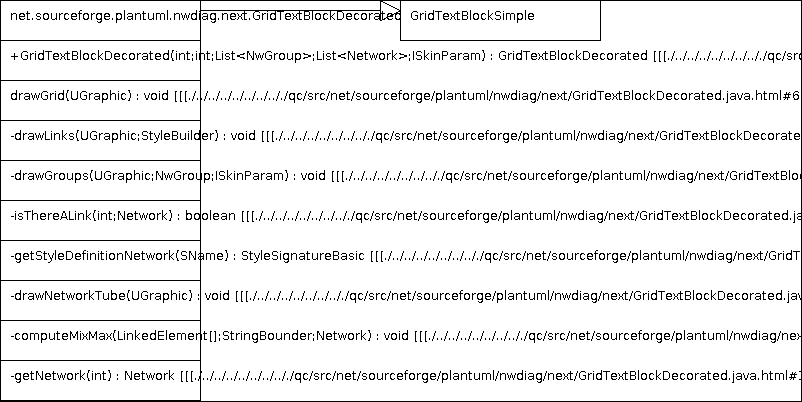 net.sourceforge.plantuml.nwdiag.next.GridTextBlockDecorated
GridTextBlockSimple
+GridTextBlockDecorated(int;int;List<NwGroup>;List<Network>;ISkinParam) : GridTextBlockDecorated [[[./../../../../../../../../qc/src
drawGrid(UGraphic) : void [[[./../../../../../../../../qc/src/net/sourceforge/plantuml/nwdiag/next/GridTextBlockDecorated.java.html#6
-drawLinks(UGraphic;StyleBuilder) : void [[[./../../../../../../../../qc/src/net/sourceforge/plantuml/nwdiag/next/GridTextBlockDecorate
-drawGroups(UGraphic;NwGroup;ISkinParam) : void [[[./../../../../../../../../qc/src/net/sourceforge/plantuml/nwdiag/next/GridTextBloc
-isThereALink(int;Network) : boolean [[[./../../../../../../../../qc/src/net/sourceforge/plantuml/nwdiag/next/GridTextBlockDecorated.ja
-getStyleDefinitionNetwork(SName) : StyleSignatureBasic [[[./../../../../../../../../qc/src/net/sourceforge/plantuml/nwdiag/next/GridT
-drawNetworkTube(UGraphic) : void [[[./../../../../../../../../qc/src/net/sourceforge/plantuml/nwdiag/next/GridTextBlockDecorated.jav
-computeMixMax(LinkedElement[];StringBounder;Network) : void [[[./../../../../../../../../qc/src/net/sourceforge/plantuml/nwdiag/nex
-getNetwork(int) : Network [[[./../../../../../../../../qc/src/net/sourceforge/plantuml/nwdiag/next/GridTextBlockDecorated.java.html#1